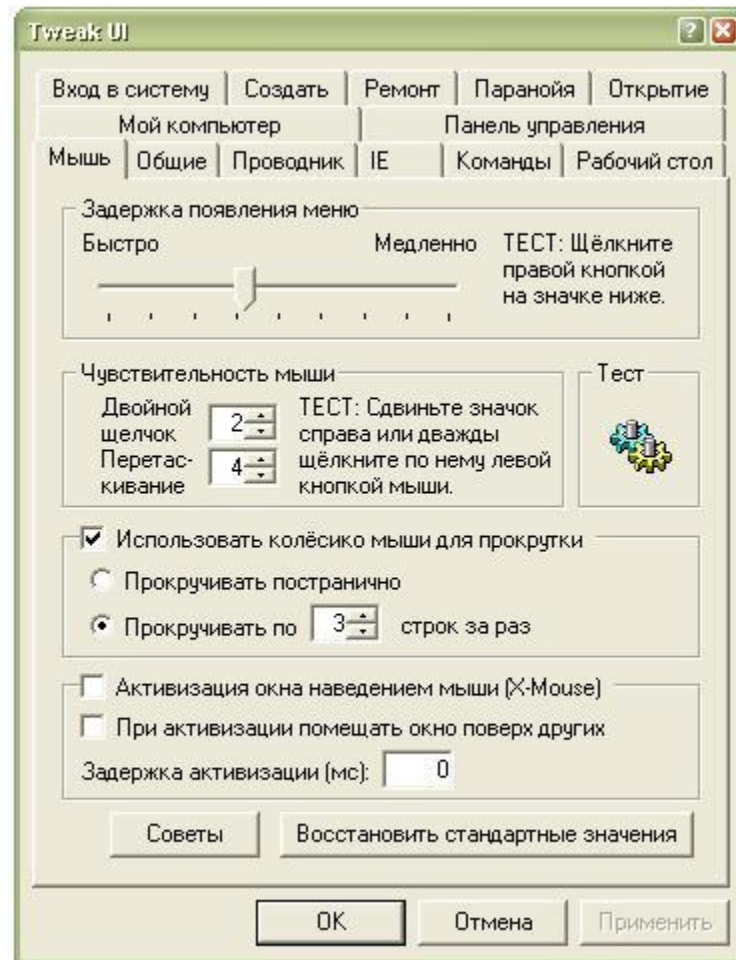 Tweak UI
Вход в систему Создать Ремонт Паранойя Открытие
Мой компьютер Панель управления
Мышь Общие Проводник IE Команды Рабочий стол
Задержка появления меню
Быстро Медленно
ТЕСТ: Щёлкните
правой кнопкой
на значке ниже.
Чувствительность мыши
Двойной
щелчок 2
Перетас-
кивание 4
ТЕСТ: Сдвиньте значок
справа или дважды
щёлкните по нему левой
кнопкой мыши.
Тест
Использовать колёсико мыши для прокрутки
Прокручивать постранично
Прокручивать по 3 строк за раз
Активизация окна наведением мыши (X-Mouse)
При активизации помещать окно поверх других
Задержка активизации (мс): 0
Советы Восстановить стандартные значения
OK Отмена Применить